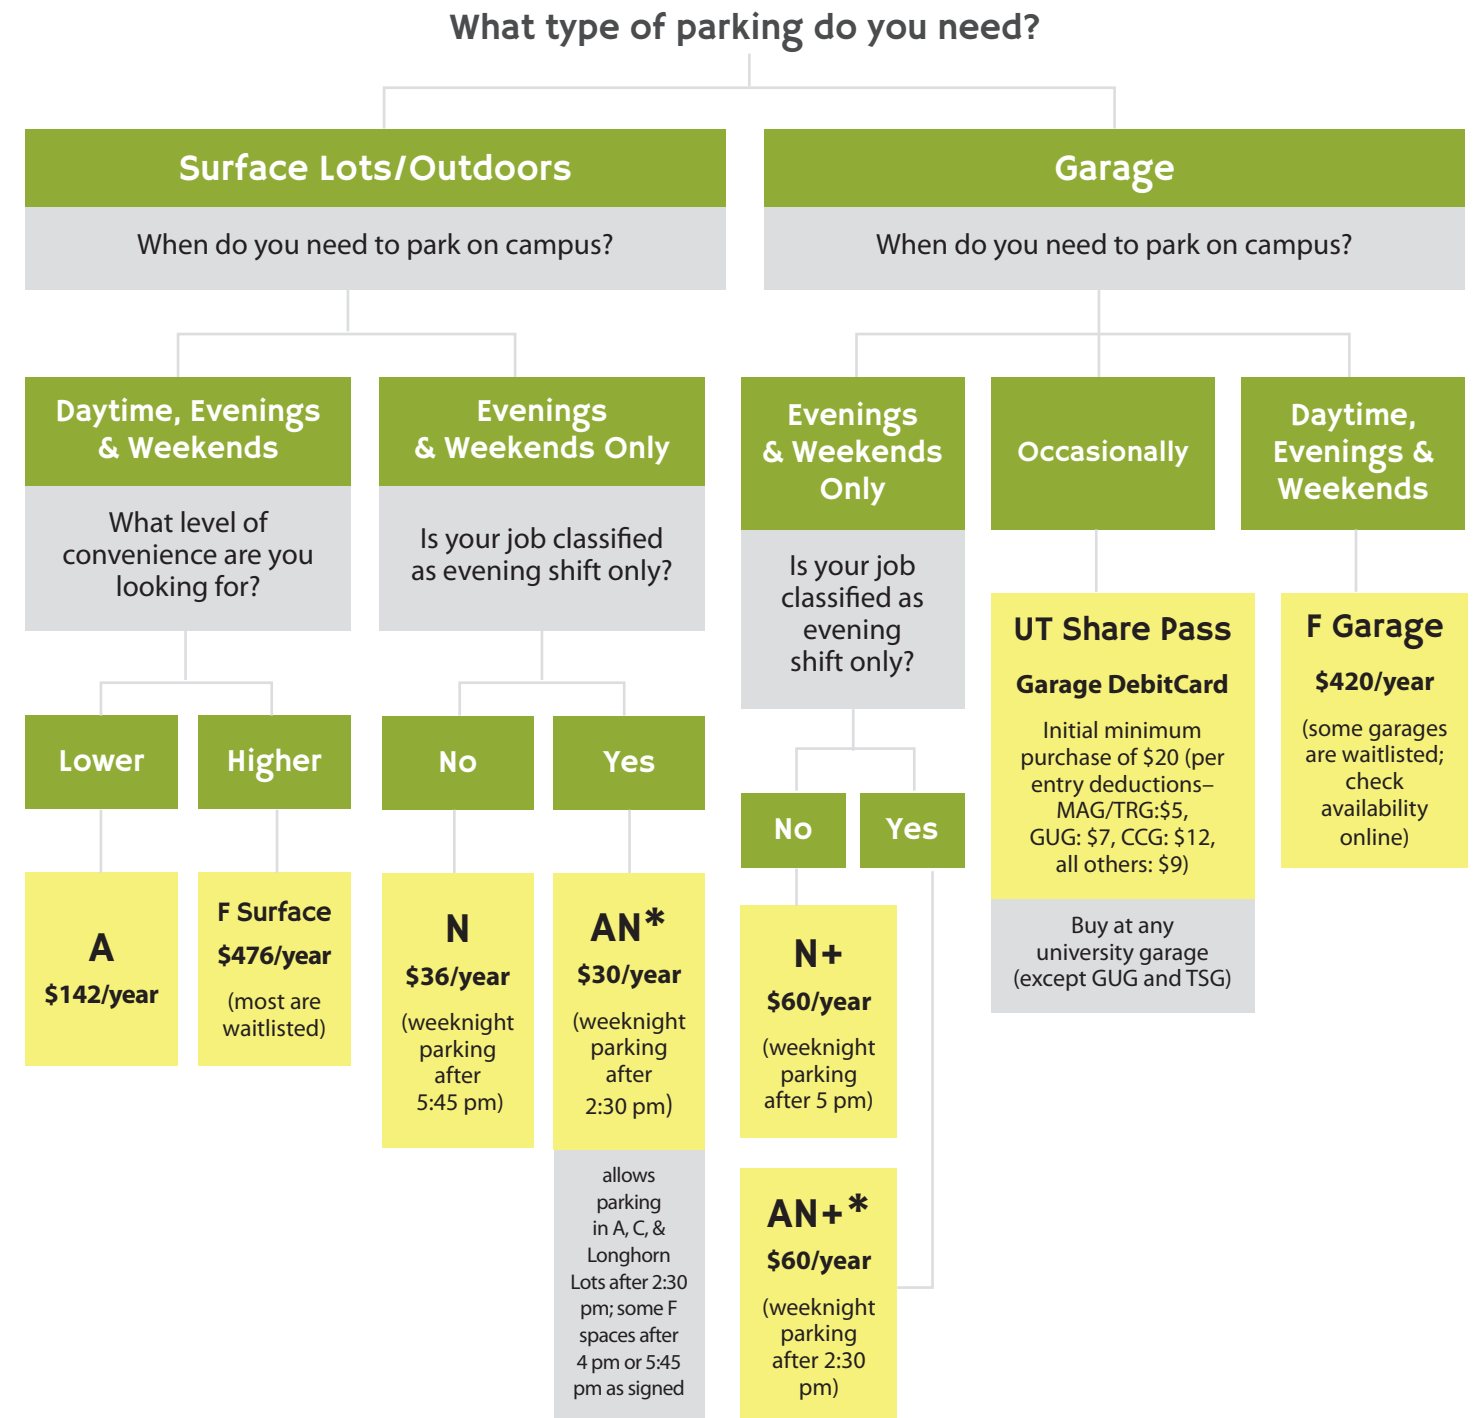 What type of parking do you need?
Surface Lots/Outdoors
When do you need to park on campus?
Garage
When do you need to park on campus?
Daytime, Evenings
& Weekends
What level of
convenience are you
looking for?
Lower
A
$142/year
Higher
F Surface
$476/year
(most are
waitlisted)
Evenings
& Weekends Only
Is your job classified
as evening shift only?
No
N
$36/year
(weeknight
parking
after
5:45 pm)
Yes
AN*
$30/year
(weeknight
parking
after
2:30 pm)
allows
parking
in A, C, &
Longhorn
Lots after 2:30
pm; some F
spaces after
4 pm or 5:45
pm as signed
Evenings
& Weekends
Only
Is your job
classified as
evening
shift only?
No
N+
$60/year
(weeknight
parking
after 5 pm)
Yes
AN+*
$60/year
(weeknight
parking
after 2:30
pm)
Occasionally
UT Share Pass
Garage DebitCard
Initial minimum
purchase of $20 (per
entry deductions–
MAG/TRG:$5,
GUG: $7, CCG: $12,
all others: $9)
Buy at any
university garage
(except GUG and TSG)
Daytime,
Evenings &
Weekends
F Garage
$420/year
(some garages
are waitlisted;
check
availability
online)